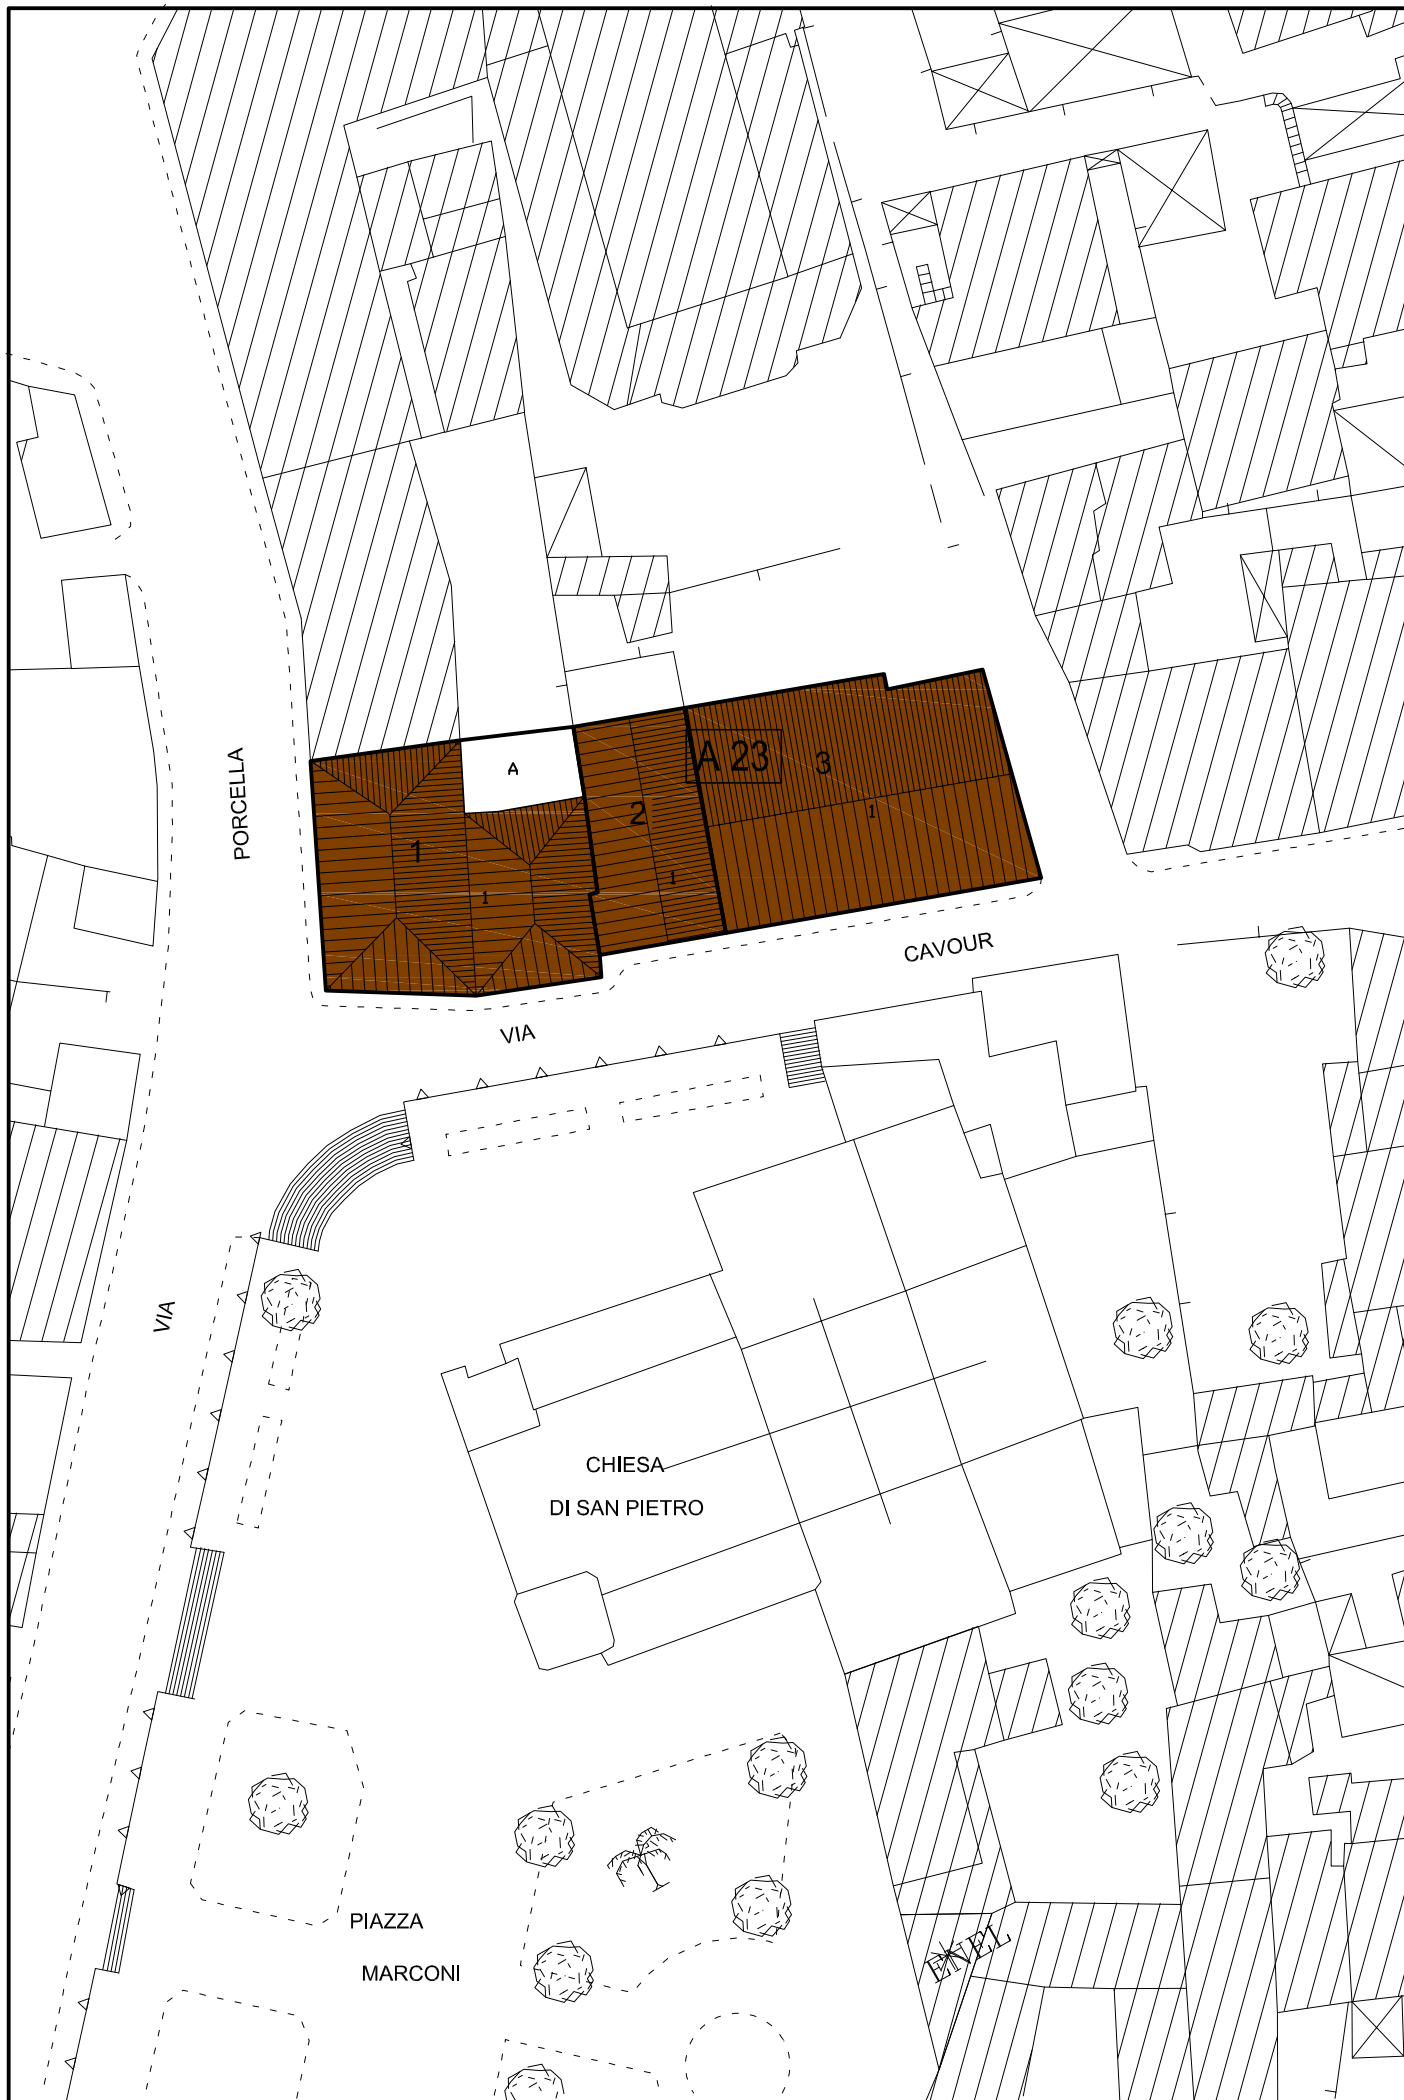 PORCELLA
A
A 23
3
1
2
1
1
1
CAVOUR
VIA
VIA
CHIESA
DI SAN PIETRO
PIAZZA
MARCONI
ENEL